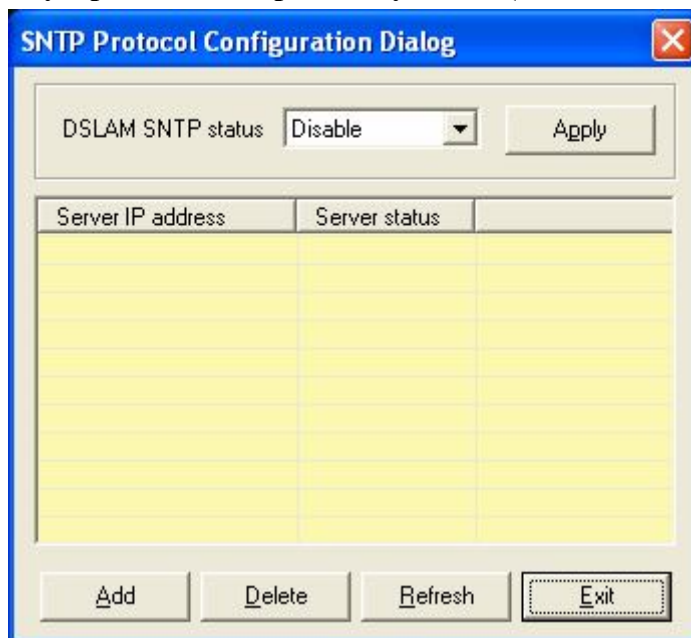 SNTP Protocol Configuration Dialog
DSLAM SNTP status Disable Apply
Server IP address Server status
Add Delete Refresh Exit